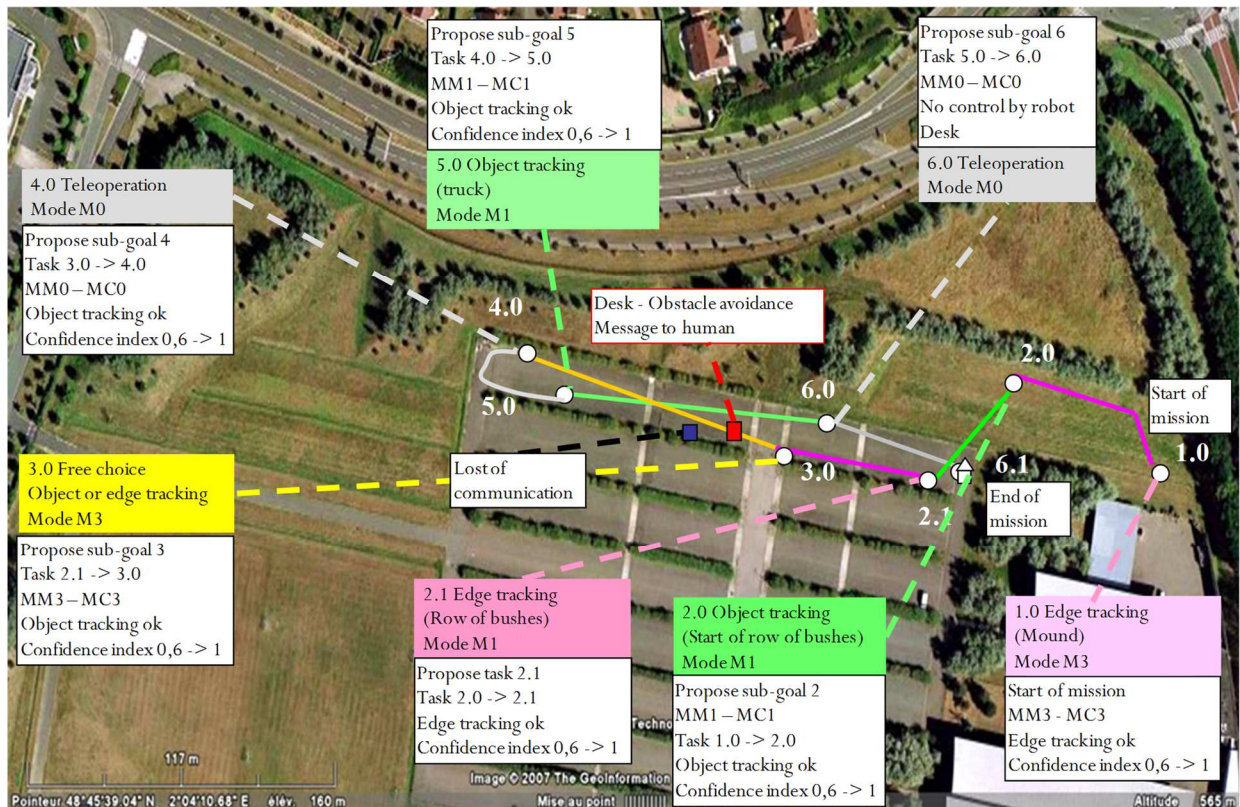 Propose sub-goal 5
Task 4.0 -> 5.0
MM1 – MC1
Object tracking ok
Confidence index 0,6 -> 1
5.0 Object tracking
(truck)
Mode M1
Propose sub-goal 6
Task 5.0 -> 6.0
MM0 – MC0
No control by robot
Desk
6.0 Teleoperation
Mode M0
4.0 Teleoperation
Mode M0
Propose sub-goal 4
Task 3.0 -> 4.0
MM0 – MC0
Object tracking ok
Confidence index 0,6 -> 1
Desk - Obstacle avoidance
Message to human
4.0
5.0
6.0
2.0
Start of
mission
1.0
3.0
2.1
6.1
End of
mission
Lost of
communication
3.0 Free choice
Object or edge tracking
Mode M3
Propose sub-goal 3
Task 2.1 -> 3.0
MM3 – MC3
Object tracking ok
Confidence index 0,6 -> 1
2.1 Edge tracking
(Row of bushes)
Mode M1
Propose task 2.1
Task 2.0 -> 2.1
Edge tracking ok
Confidence index 0,6 -> 1
2.0 Object tracking
(Start of row of bushes)
Mode M1
Propose sub-goal 2
MM1 – MC1
Task 1.0 -> 2.0
Object tracking ok
Confidence index 0,6 -> 1
1.0 Edge tracking
(Mound)
Mode M3
Start of mission
MM3 - MC3
Edge tracking ok
Confidence index 0,6 -> 1
117 m
Techno
Image © 2007 The GeoInformation
Pointeur 48°45'39.04" N 2°04'10.68" E élév. 160 m
Mise au point
Altitude 565 m